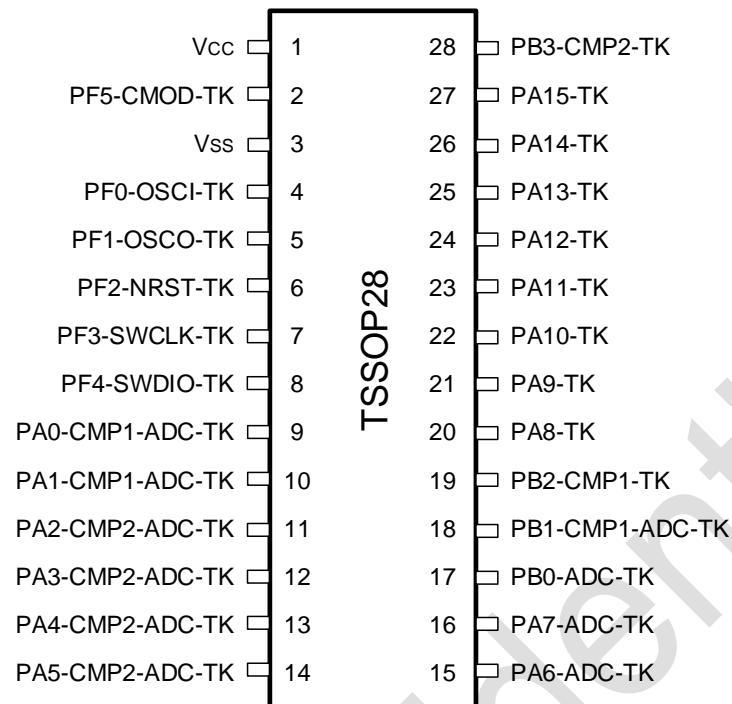 Vcc 1 28 PB3-CMP2-TK
PF5-CMOD-TK 2 27 PA15-TK
Vss 3 26 PA14-TK
PF0-OSCI-TK 4 25 PA13-TK
PF1-OSCO-TK 5 24 PA12-TK
PF2-NRST-TK 6 23 PA11-TK
PF3-SWCLK-TK 7 22 PA10-TK
PF4-SWDIO-TK 8 21 PA9-TK
PA0-CMP1-ADC-TK 9 20 PA8-TK
PA1-CMP1-ADC-TK 10 19 PB2-CMP1-TK
PA2-CMP2-ADC-TK 11 18 PB1-CMP1-ADC-TK
PA3-CMP2-ADC-TK 12 17 PB0-ADC-TK
PA4-CMP2-ADC-TK 13 16 PA7-ADC-TK
PA5-CMP2-ADC-TK 14 15 PA6-ADC-TK
TSSOP28
ident